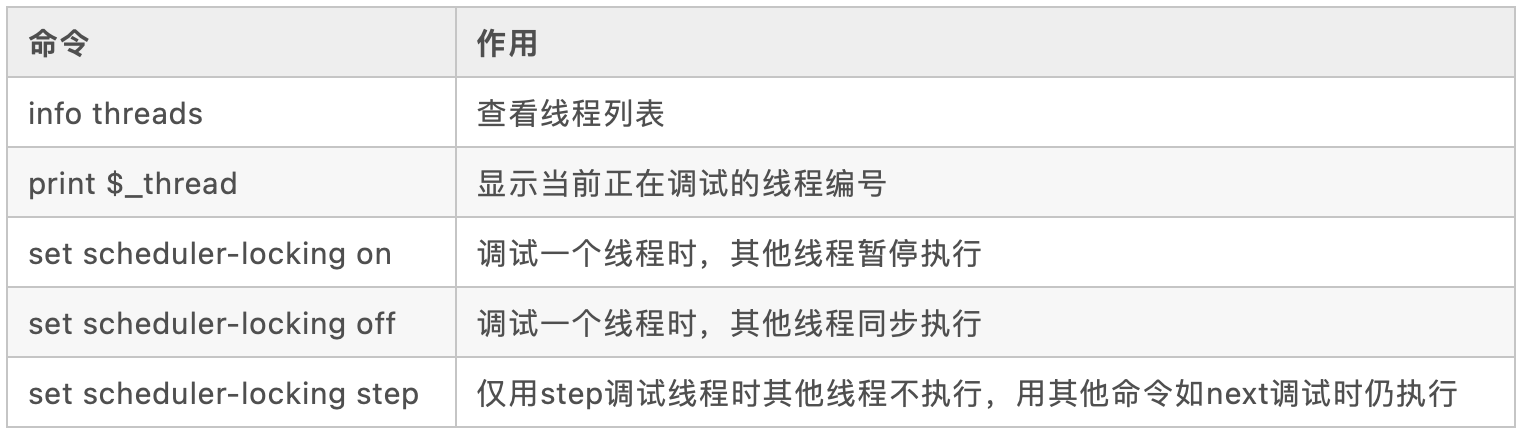 命令 作用
info threads 查看线程列表
print $_thread 显示当前正在调试的线程编号
set scheduler-locking on 调试一个线程时，其他线程暂停执行
set scheduler-locking off 调试一个线程时，其他线程同步执行
set scheduler-locking step 仅用step调试线程时其他线程不执行，用其他命令如next调试时仍执行